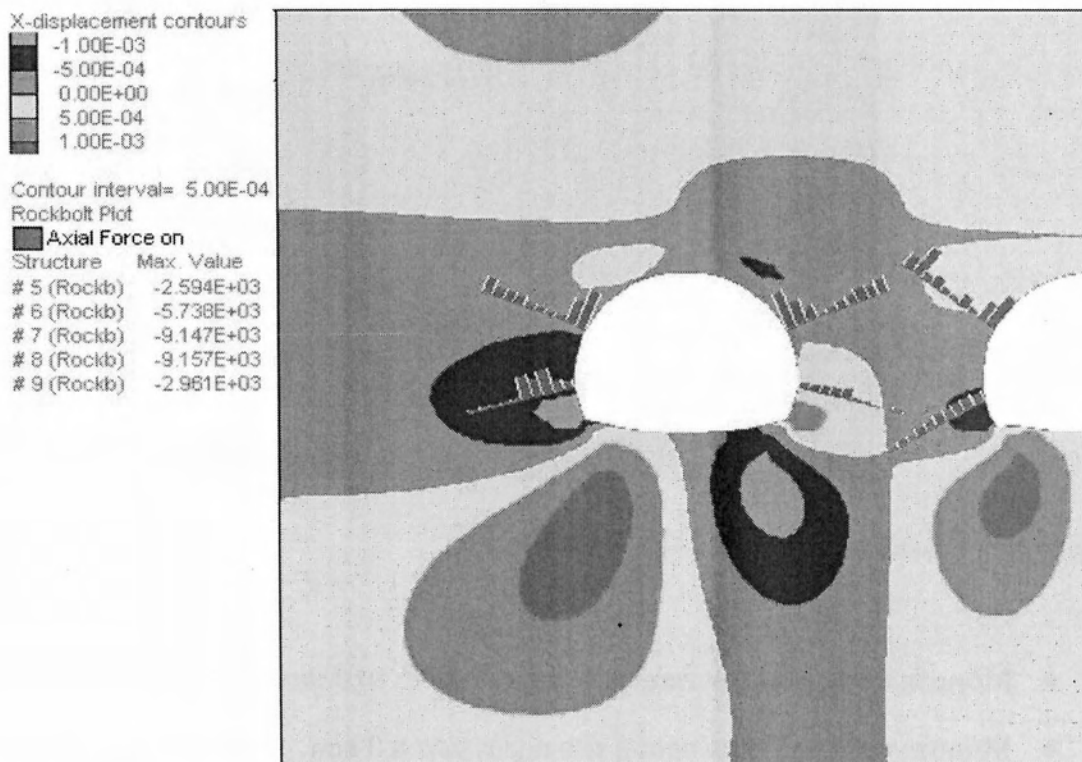 X-displacement contours
-1.00E-03
-5.00E-04
0.00E+00
5.00E-04
1.00E-03
Contour interval= 5.00E-04
Rockbolt Plot
Axial Force on
Structure Max. Value
# 5 (Rockb) -2.594E+03
# 6 (Rockb) -5.738E+03
# 7 (Rockb) -9.147E+03
# 8 (Rockb) -9.157E+03
# 9 (Rockb) -2.961E+03